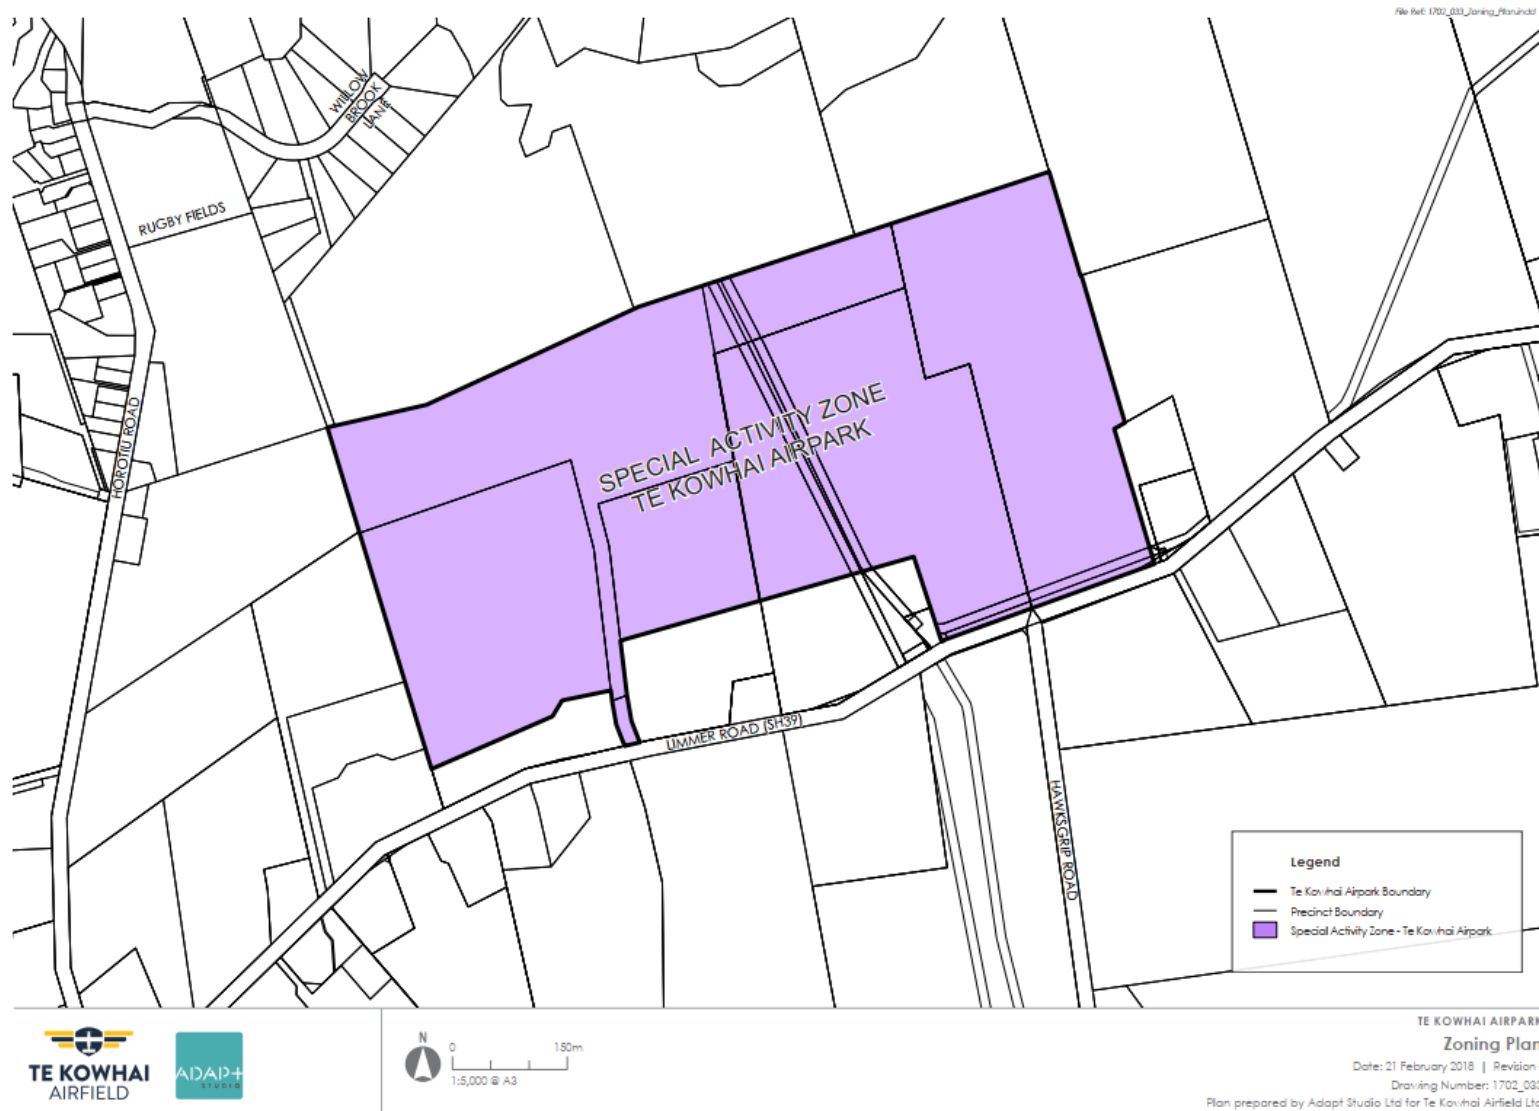 File Ref: 1702_033_Zoning_Plan.indd
WILLOW
BROOK
LANE
RUGBY FIELDS
HOROTIU ROAD
SPECIAL ACTIVITY ZONE
TE KOWHAI AIRPARK
LIMMER ROAD (SH39)
HAWKSGRIP ROAD
Legend
Te Kowhai Airpark Boundary
Precinct Boundary
Special Activity Zone - Te Kowhai Airpark
TE KOWHAI
AIRFIELD
ADAP+
STUDIO
N
0 150m
1:5,000 @ A3
TE KOWHAI AIRPARK
Zoning Plan
Date: 21 February 2018 | Revision
Drawing Number: 1702_033
Plan prepared by Adapt Studio Ltd for Te Kowhai Airfield Ltd